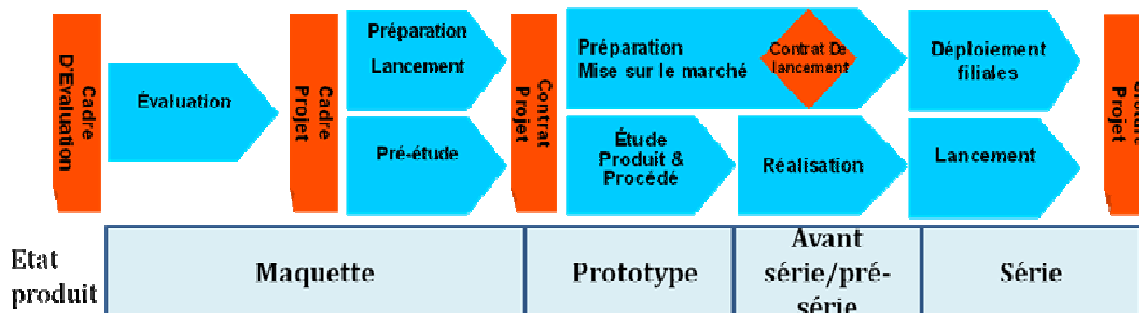 Cadre
D'Evaluation
Évaluation
Cadre
Projet
Préparation
Lancement
Pré-étude
Contrat
Projet
Préparation
Mise sur le marché
Contrat De
lancement
Étude
Produit &
Procédé
Réalisation
Déploiement
filiales
Lancement
Projet
Etat
produit
Maquette
Prototype
Avant
série/pré-
série
Série